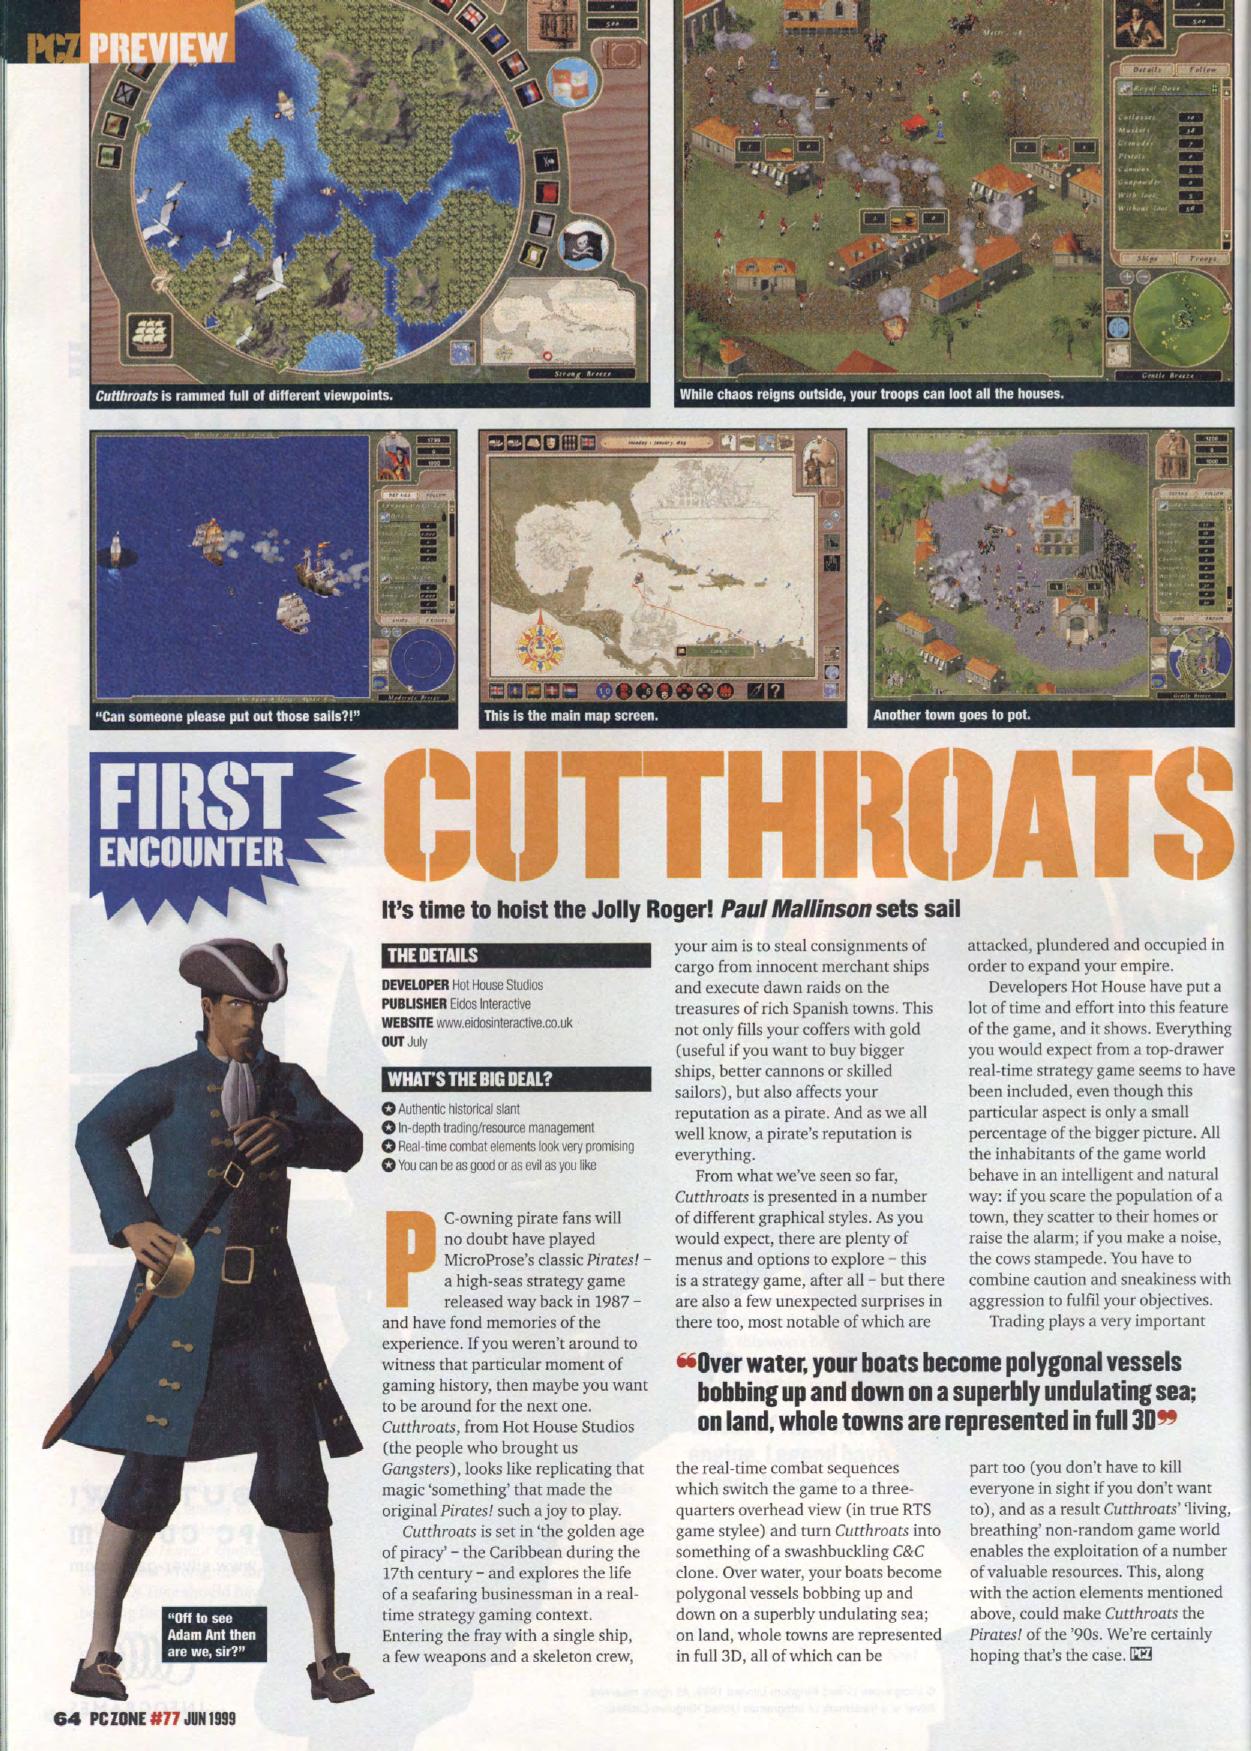 PCZ PREVIEW
Strong Breeze
Details Follow
Royal Dove
Cutlasses
Muskets
Grenades
Pistols
Cannons
Gunpowder
With loot
Without loot
Ships Troops
Gentle Breeze
Cutthroats is rammed full of different viewpoints.
While chaos reigns outside, your troops can loot all the houses.
Moderate Breeze
Gentle Breeze
"Can someone please put out those sails?!"
This is the main map screen.
Another town goes to pot.
FIRST
ENCOUNTER
CUTTHROATS
It's time to hoist the Jolly Roger! Paul Mallinson sets sail
THE DETAILS
DEVELOPER Hot House Studios
PUBLISHER Eidos Interactive
WEBSITE www.eidosinteractive.co.uk
OUT July
WHAT'S THE BIG DEAL?
Authentic historical slant
In-depth trading/resource management
Real-time combat elements look very promising
You can be as good or as evil as you like
PC-owning pirate fans will
no doubt have played
MicroProse's classic Pirates! –
a high-seas strategy game
released way back in 1987 –
and have fond memories of the
experience. If you weren't around to
witness that particular moment of
gaming history, then maybe you want
to be around for the next one.
Cutthroats, from Hot House Studios
(the people who brought us
Gangsters), looks like replicating that
magic 'something' that made the
original Pirates! such a joy to play.
Cutthroats is set in 'the golden age
of piracy' – the Caribbean during the
17th century – and explores the life
of a seafaring businessman in a real-
time strategy gaming context.
Entering the fray with a single ship,
a few weapons and a skeleton crew,
your aim is to steal consignments of
cargo from innocent merchant ships
and execute dawn raids on the
treasures of rich Spanish towns. This
not only fills your coffers with gold
(useful if you want to buy bigger
ships, better cannons or skilled
sailors), but also affects your
reputation as a pirate. And as we all
well know, a pirate's reputation is
everything.
From what we've seen so far,
Cutthroats is presented in a number
of different graphical styles. As you
would expect, there are plenty of
menus and options to explore – this
is a strategy game, after all – but there
are also a few unexpected surprises in
there too, most notable of which are
the real-time combat sequences
which switch the game to a three-
quarters overhead view (in true RTS
game stylee) and turn Cutthroats into
something of a swashbuckling C&C
clone. Over water, your boats become
polygonal vessels bobbing up and
down on a superbly undulating sea;
on land, whole towns are represented
in full 3D, all of which can be
attacked, plundered and occupied in
order to expand your empire.
Developers Hot House have put a
lot of time and effort into this feature
of the game, and it shows. Everything
you would expect from a top-drawer
real-time strategy game seems to have
been included, even though this
particular aspect is only a small
percentage of the bigger picture. All
the inhabitants of the game world
behave in an intelligent and natural
way: if you scare the population of a
town, they scatter to their homes or
raise the alarm; if you make a noise,
the cows stampede. You have to
combine caution and sneakiness with
aggression to fulfil your objectives.
Trading plays a very important
part too (you don't have to kill
everyone in sight if you don't want
to), and as a result Cutthroats' 'living,
breathing' non-random game world
enables the exploitation of a number
of valuable resources. This, along
with the action elements mentioned
above, could make Cutthroats the
Pirates! of the '90s. We're certainly
hoping that's the case. PCZ
“Over water, your boats become polygonal vessels
bobbing up and down on a superbly undulating sea;
on land, whole towns are represented in full 3D”
"Off to see
Adam Ant then
are we, sir?"
64 PC ZONE #77 JUN 1999